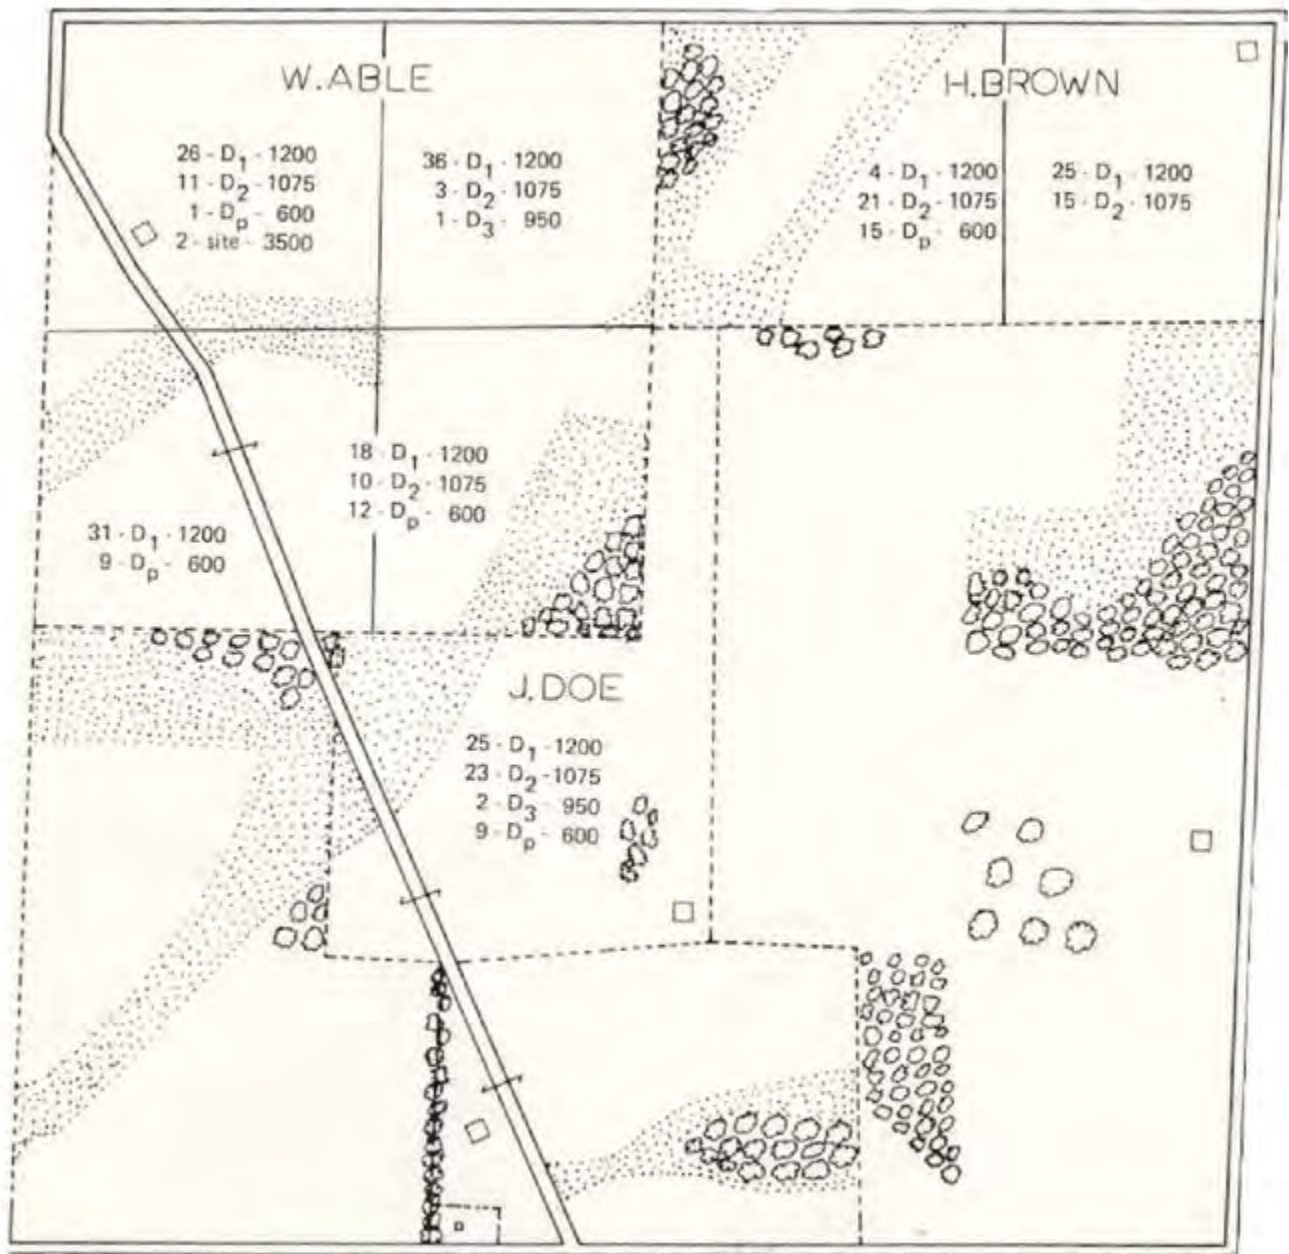 W. ABLE
26 - D1 - 1200
11 - D2 - 1075
1 - Dp - 600
2 - site - 3500
36 - D1 - 1200
3 - D2 - 1075
1 - D3 - 950
H. BROWN
4 - D1 - 1200
21 - D2 - 1075
15 - Dp 600
25 - D1 - 1200
15 - D2 - 1075
18 - D1 - 1200
10 - D2 - 1075
12 - Dp - 600
31 - D1 - 1200
9 - Dp - 600
J. DOE
25 - D1 - 1200
23 - D2 - 1075
2 - D3 950
9 - Dp - 600